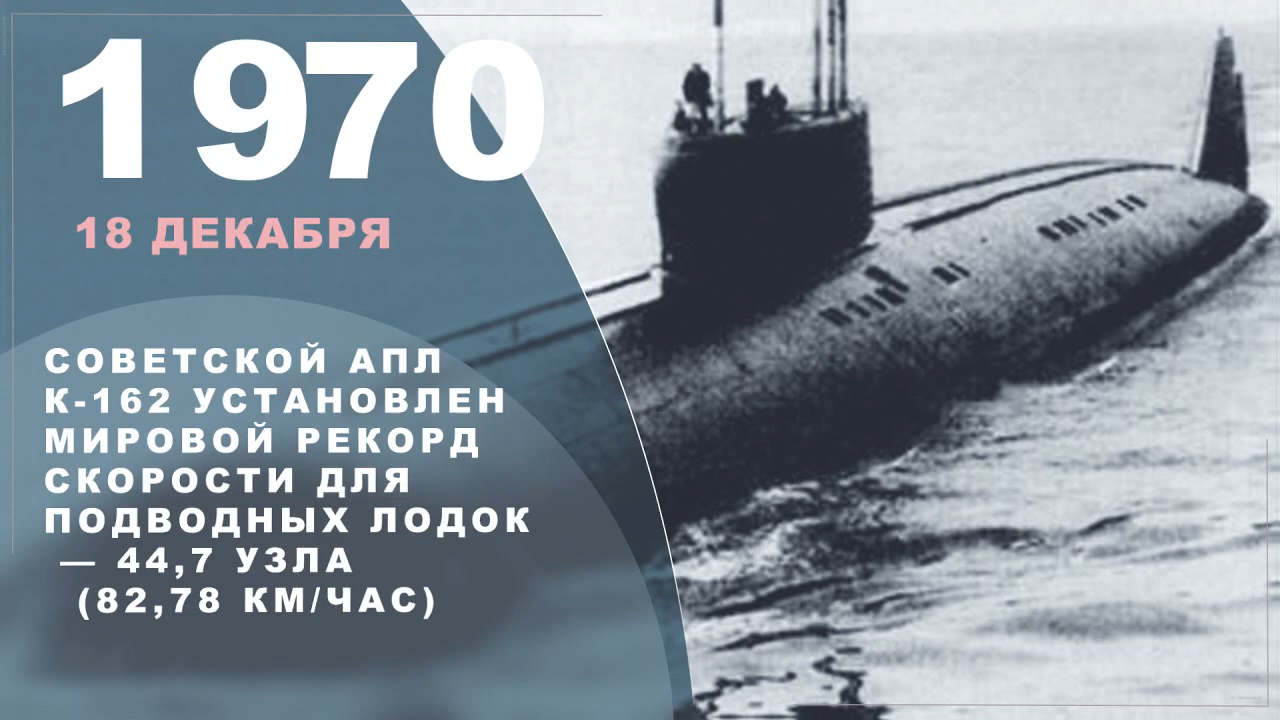 1970
18 ДЕКАБРЯ
СОВЕТСКОЙ АПЛ
К-162 УСТАНОВЛЕН
МИРОВОЙ РЕКОРД
СКОРОСТИ ДЛЯ
ПОДВОДНЫХ ЛОДОК
— 44,7 УЗЛА
(82,78 КМ/ЧАС)